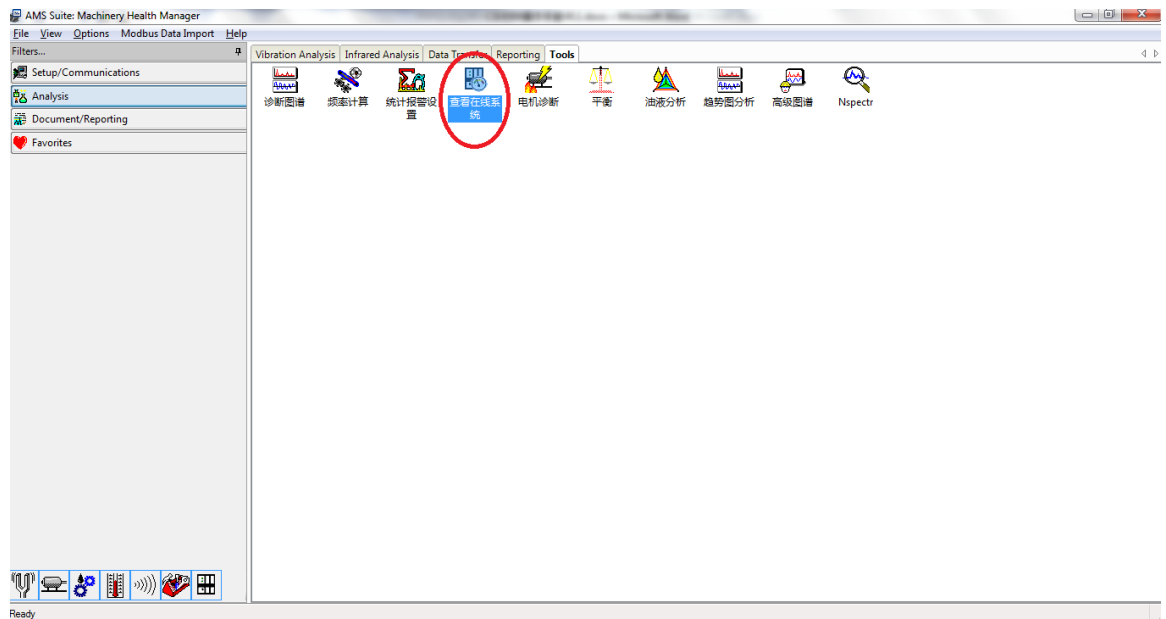 AMS Suite: Machinery Health Manager
File View Options Modbus Data Import Help
Filters...
Vibration Analysis Infrared Analysis Data Transfer Reporting Tools
Setup/Communications
Analysis
Document/Reporting
Favorites
诊断图谱 频率计算 统计报警设 查看在线系 电机诊断 平衡 油液分析 趋势图分析 高级图谱 Nspectr
置 统
Ready